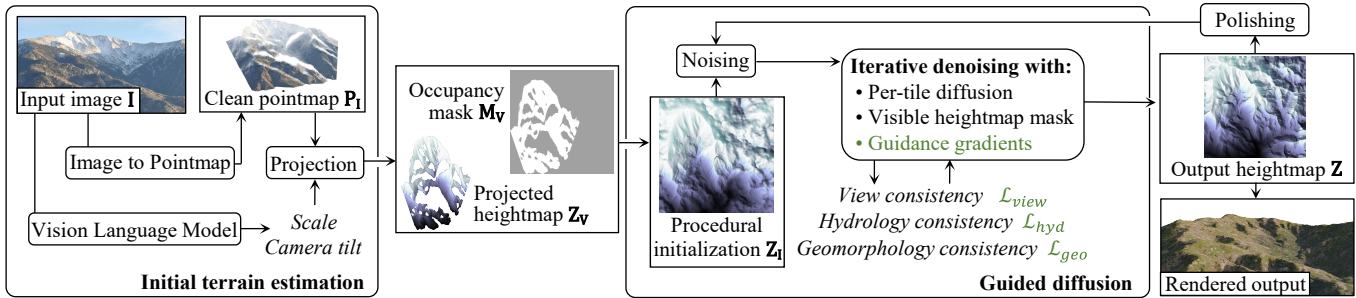 Input image I
Clean pointmap P_I
Image to Pointmap
Projection
Vision Language Model
Scale
Camera tilt
Initial terrain estimation
Occupancy
mask M_V
Projected
heightmap Z_V
Noising
Procedural
initialization Z_I
Iterative denoising with:
• Per-tile diffusion
• Visible heightmap mask
• Guidance gradients
View consistency ℒ_view
Hydrology consistency ℒ_hyd
Geomorphology consistency ℒ_geo
Guided diffusion
Polishing
Output heightmap Z
Rendered output